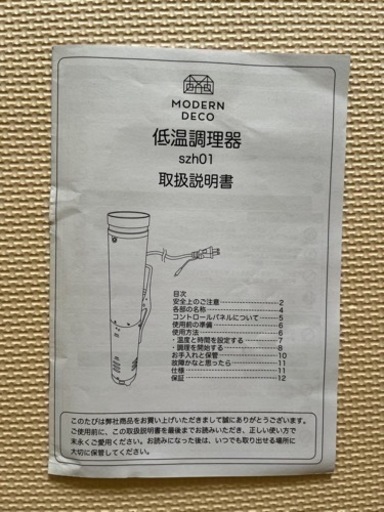 MODERN
DECO
低温調理器
szh01
取扱説明書
目次
安全上のご注意 2
各部の名称 4
コントロールパネルについて 5
使用前の準備 6
使用方法 6
・温度と時間を設定する 7
・調理を開始する 8
お手入れと保管 10
故障かなと思ったら 11
仕様 11
保証 12
このたびは弊社商品をお買い上げいただきまして誠にありがとうございます。
ご使用前に、この取扱説明書を最後までお読みいただき、正しい使い方で
末永くご愛用ください。お読みになった後は、いつでも取り出せる場所に
大切に保管してください。